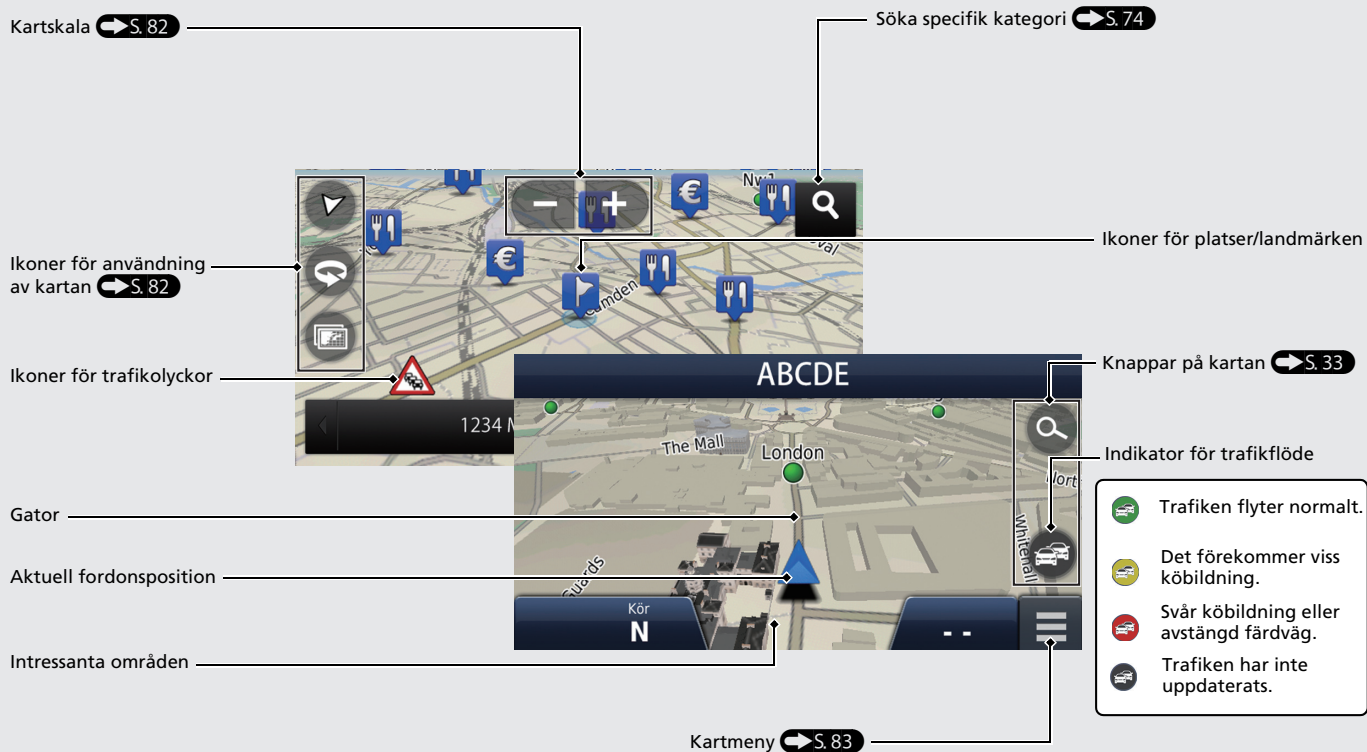 Kartskala S. 82
Söka specifik kategori S. 74
Ikoner för användning
av kartan S. 82
Ikoner för platser/landmärken
Ikoner för trafikolyckor
Knappar på kartan S. 33
Indikator för trafikflöde
Gator
Aktuell fordonsposition
Intressanta områden
Kartmeny S. 83
Camden
1234
ABCDE
The Mall
London
Whitehall
Guards
Kör
N
- -
Trafiken flyter normalt.
Det förekommer viss
köbildning.
Svår köbildning eller
avstängd färdväg.
Trafiken har inte
uppdaterats.